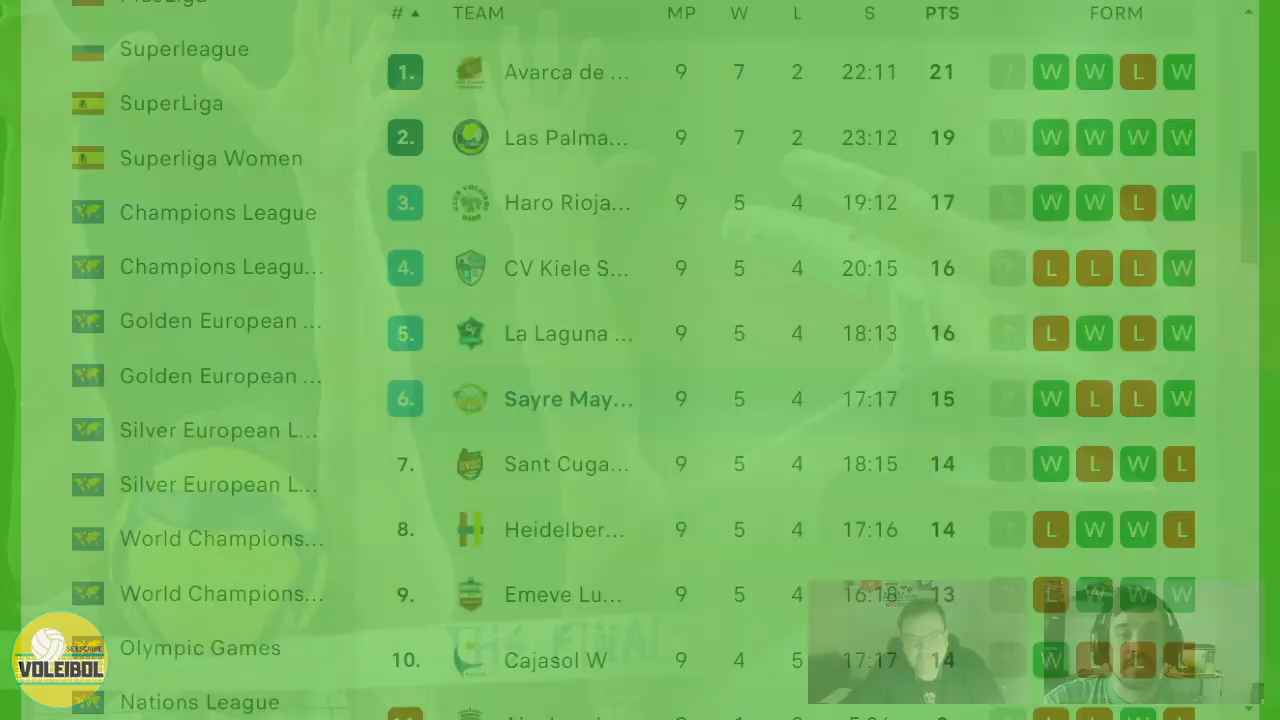 Superleague
SuperLiga
Superliga Women
Champions League
Champions Leagu...
Golden European ...
Golden European ...
Silver European L...
Silver European L...
World Champions...
World Champions...
Olympic Games
Nations League
# TEAM MP W L S PTS FORM
1. Avarca de ... 9 7 2 22:11 21 ? W W L W
2. Las Palma... 9 7 2 23:12 19 ? W W W W
3. Haro Rioja... 9 5 4 19:12 17 ? W W L W
4. CV Kiele S... 9 5 4 20:15 16 ? L L L W
5. La Laguna ... 9 5 4 18:13 16 ? L W L W
6. Sayre May... 9 5 4 17:17 15 ? W L L W
7. Sant Cuga... 9 5 4 18:15 14 ? W L W L
8. Heidelber... 9 5 4 17:16 14 ? L W W L
9. Emeve Lu... 9 5 4 16:18 13 L W W W
10. Cajasol W 9 4 5 17:17 14 W L L L
SE ESCRIBE
VOLEIBOL
THE FINAL